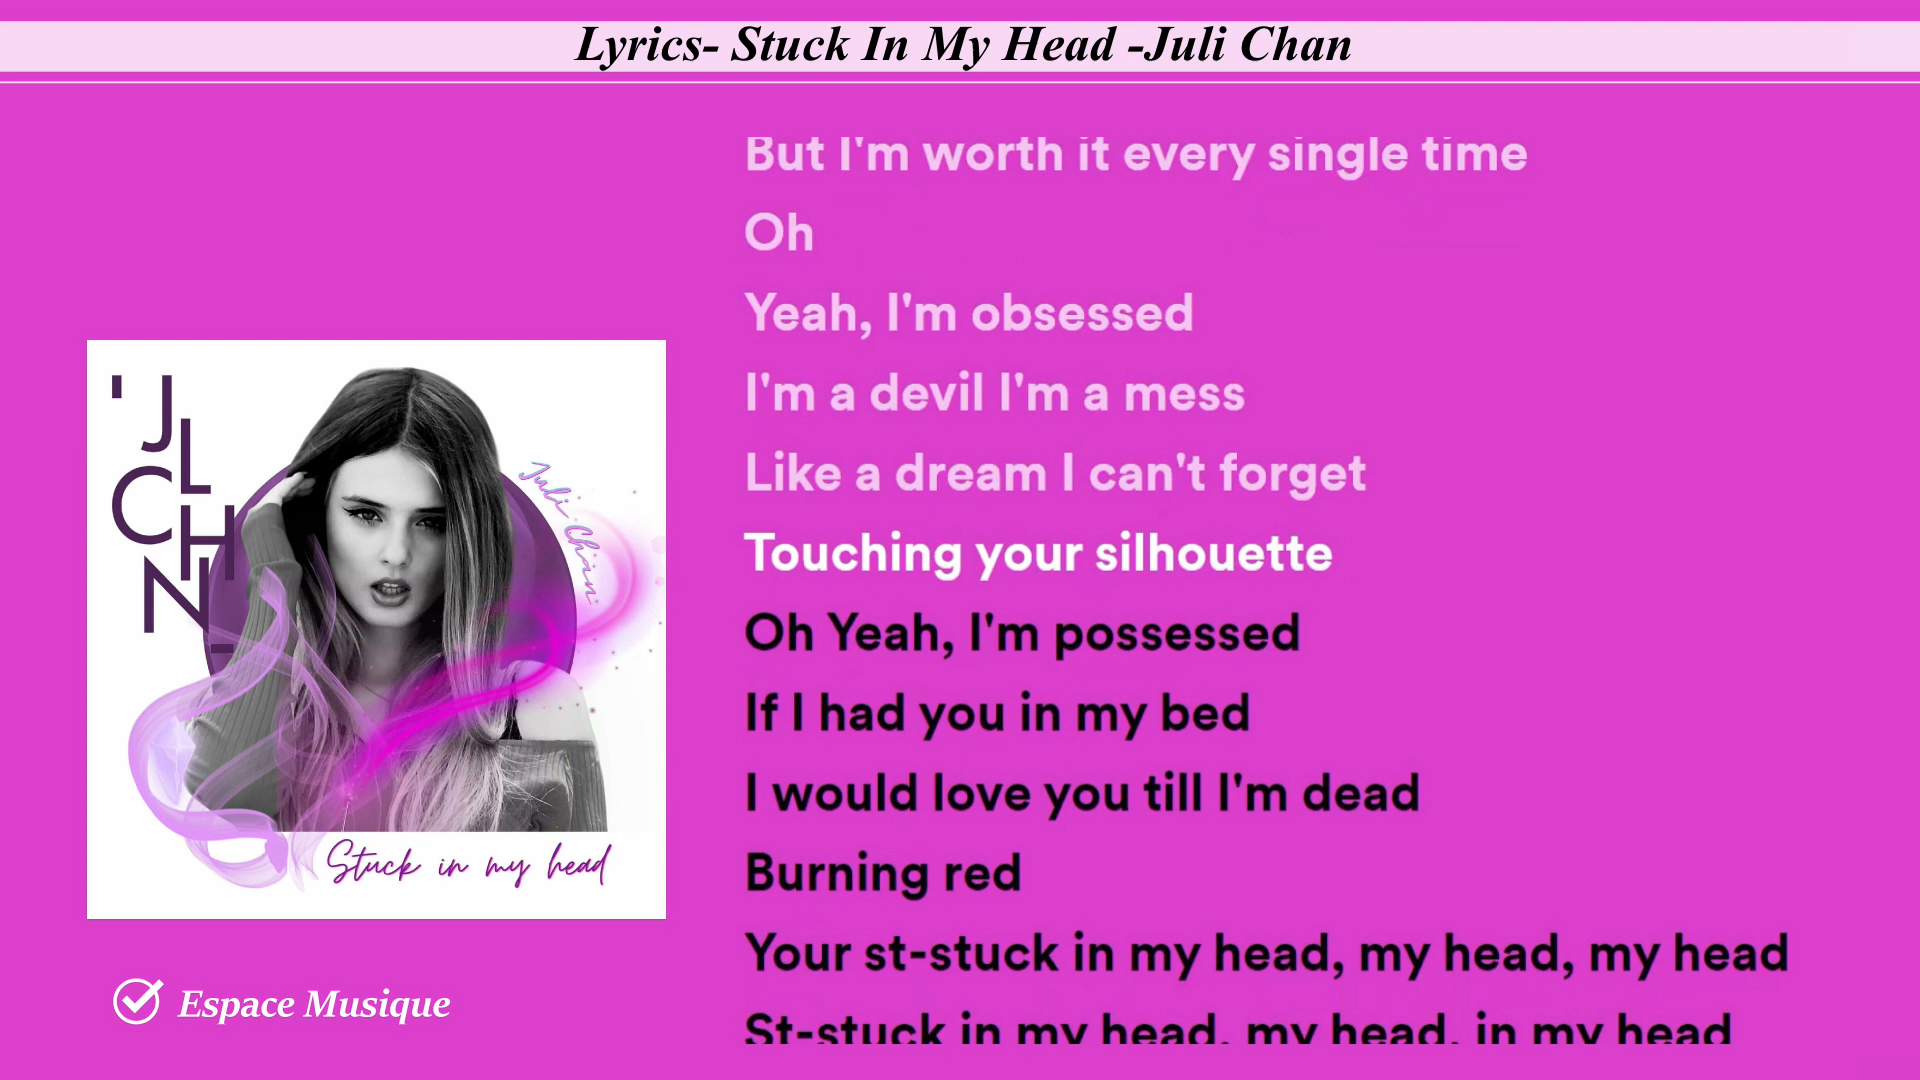 Lyrics- Stuck In My Head -Juli Chan
But I'm worth it every single time
Oh
Yeah, I'm obsessed
I'm a devil I'm a mess
Like a dream I can't forget
Touching your silhouette
Oh Yeah, I'm possessed
If I had you in my bed
I would love you till I'm dead
Burning red
Your st-stuck in my head, my head, my head
St-stuck in my head, my head, in my head
'JL
CH
N_
Juli Chan
Stuck in my head
Espace Musique